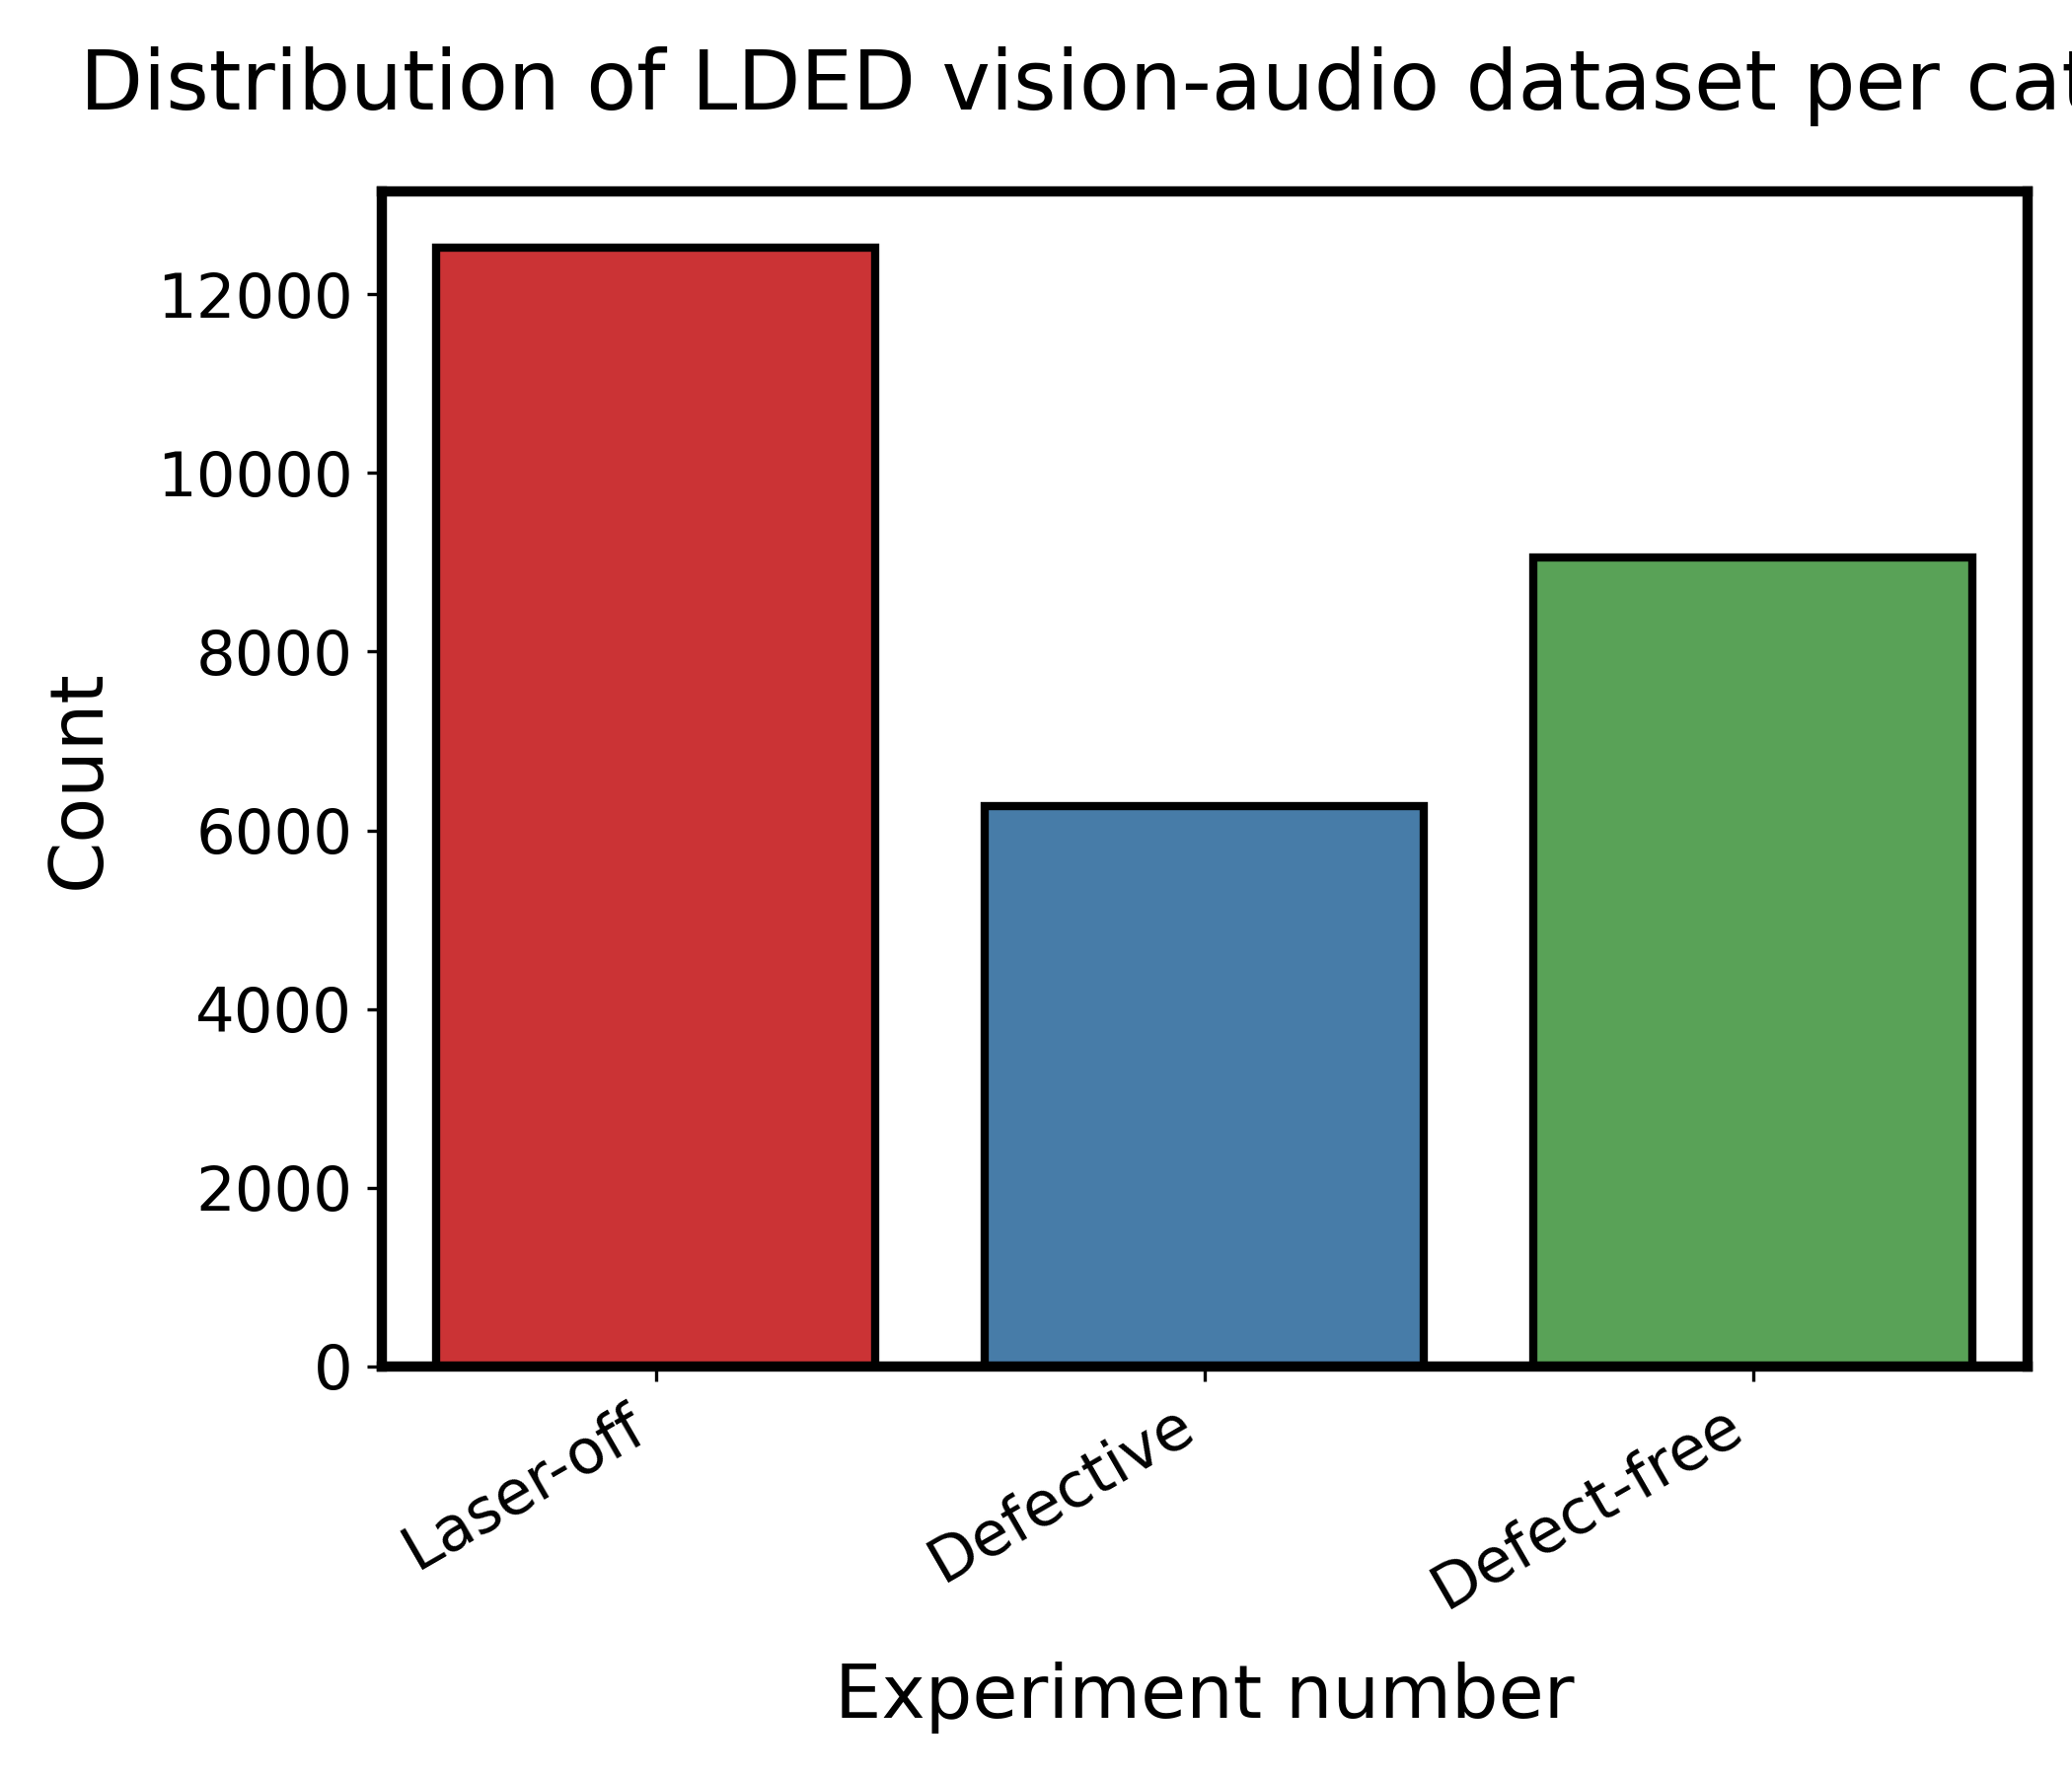 Distribution of LDED vision-audio dataset per
12000
10000
8000
6000
4000
2000
0
Count
Laser-off
Defective
Defect-free
Experiment number